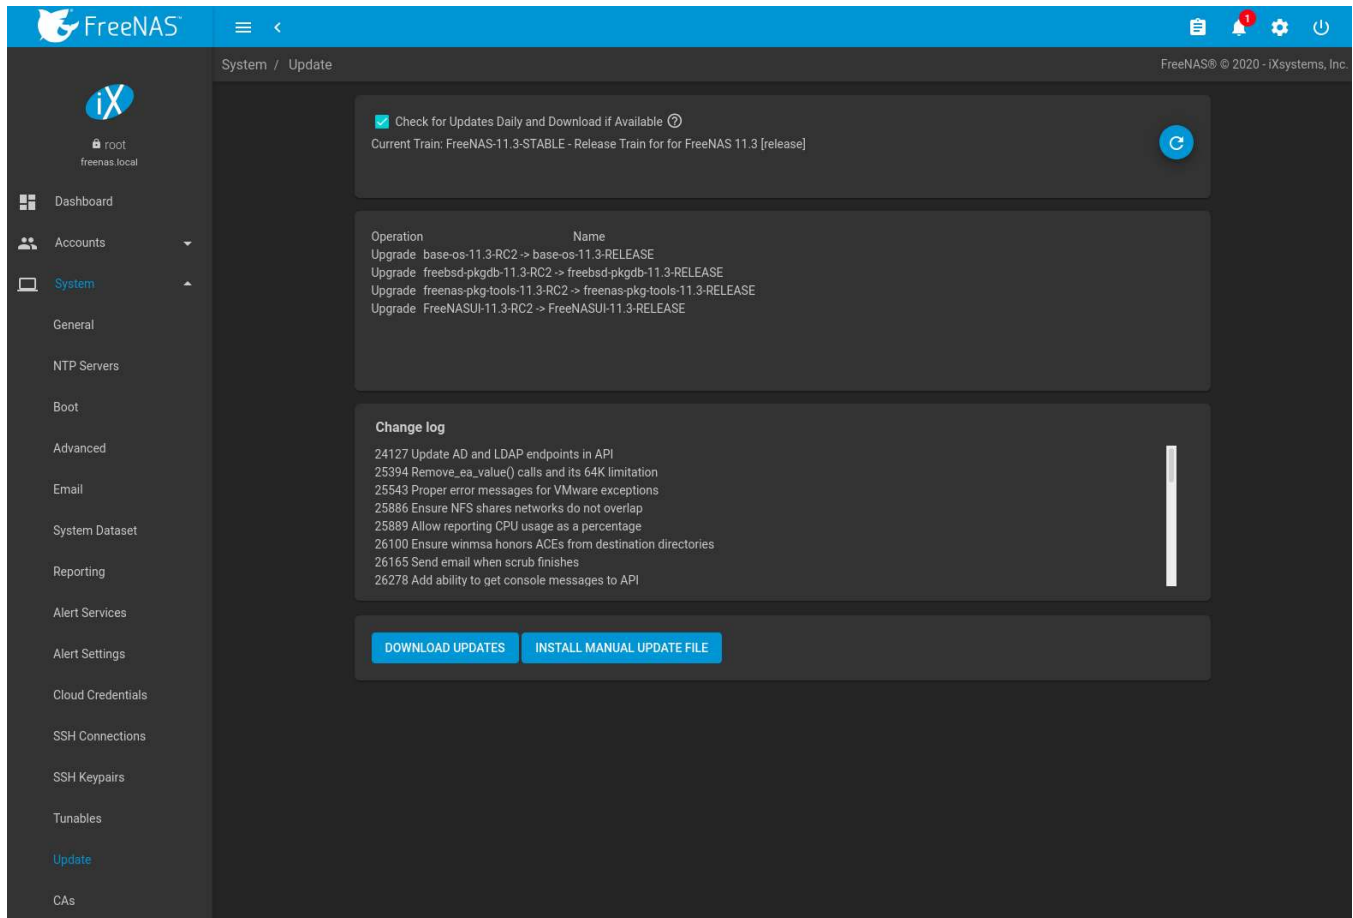 FreeNAS®
1
System / Update
FreeNAS® © 2020 - iXsystems, Inc.
iX
root
freenas.local
Dashboard
Accounts
System
General
NTP Servers
Boot
Advanced
Email
System Dataset
Reporting
Alert Services
Alert Settings
Cloud Credentials
SSH Connections
SSH Keypairs
Tunables
Update
CAs
Check for Updates Daily and Download if Available
Current Train: FreeNAS-11.3-STABLE - Release Train for for FreeNAS 11.3 [release]
Operation Name
Upgrade base-os-11.3-RC2 -> base-os-11.3-RELEASE
Upgrade freebsd-pkgdb-11.3-RC2 -> freebsd-pkgdb-11.3-RELEASE
Upgrade freenas-pkg-tools-11.3-RC2 -> freenas-pkg-tools-11.3-RELEASE
Upgrade FreeNASUI-11.3-RC2 -> FreeNASUI-11.3-RELEASE
Change log
24127 Update AD and LDAP endpoints in API
25394 Remove_ea_value() calls and its 64K limitation
25543 Proper error messages for VMware exceptions
25886 Ensure NFS shares networks do not overlap
25889 Allow reporting CPU usage as a percentage
26100 Ensure winmsa honors ACEs from destination directories
26165 Send email when scrub finishes
26278 Add ability to get console messages to API
DOWNLOAD UPDATES
INSTALL MANUAL UPDATE FILE